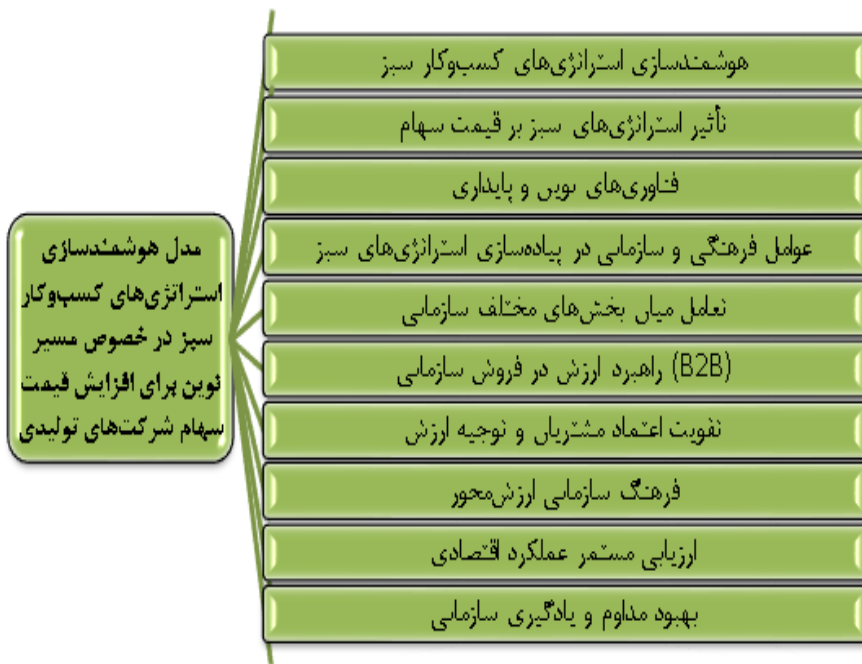 مدل هوشمندسازی
استراتژی‌های کسب‌وکار
سبز در خصوص مسیر
نوین برای افزایش قیمت
سهام شرکت‌های تولیدی
هوشمندسازی استراتژی‌های کسب‌وکار سبز
تأثیر استراتژی‌های سبز بر قیمت سهام
فناوری‌های نوین و پایداری
عوامل فرهنگی و سازمانی در پیاده‌سازی استراتژی‌های سبز
تعامل میان بخش‌های مختلف سازمانی
راهبرد ارزش در فروش سازمانی (B2B)
تقویت اعتماد مشتریان و توجیه ارزش
فرهنگ سازمانی ارزش‌محور
ارزیابی مستمر عملکرد اقتصادی
بهبود مداوم و یادگیری سازمانی